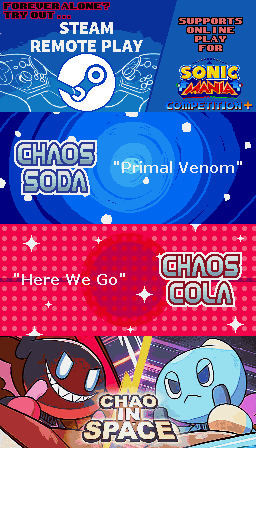 FOREVER ALONE?
TRY OUT ...
STEAM
REMOTE PLAY
SUPPORTS
ONLINE
PLAY
FOR
SONIC
MANIA
COMPETITION+
CHAOS
SODA
"Primal Venom"
"Here We Go"
CHAOS
COLA
CHAO
IN
SPACE